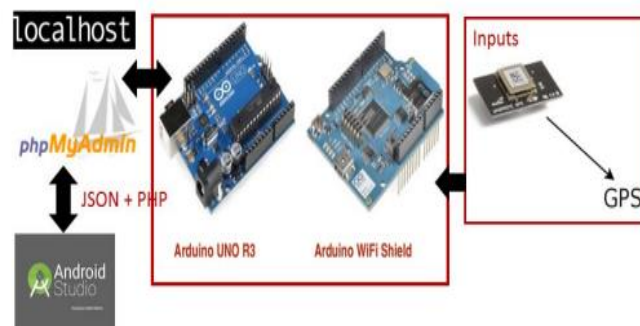 localhost
phpMyAdmin
JSON + PHP
Android
Studio
Arduino UNO R3
Arduino WiFi Shield
Inputs
GPS